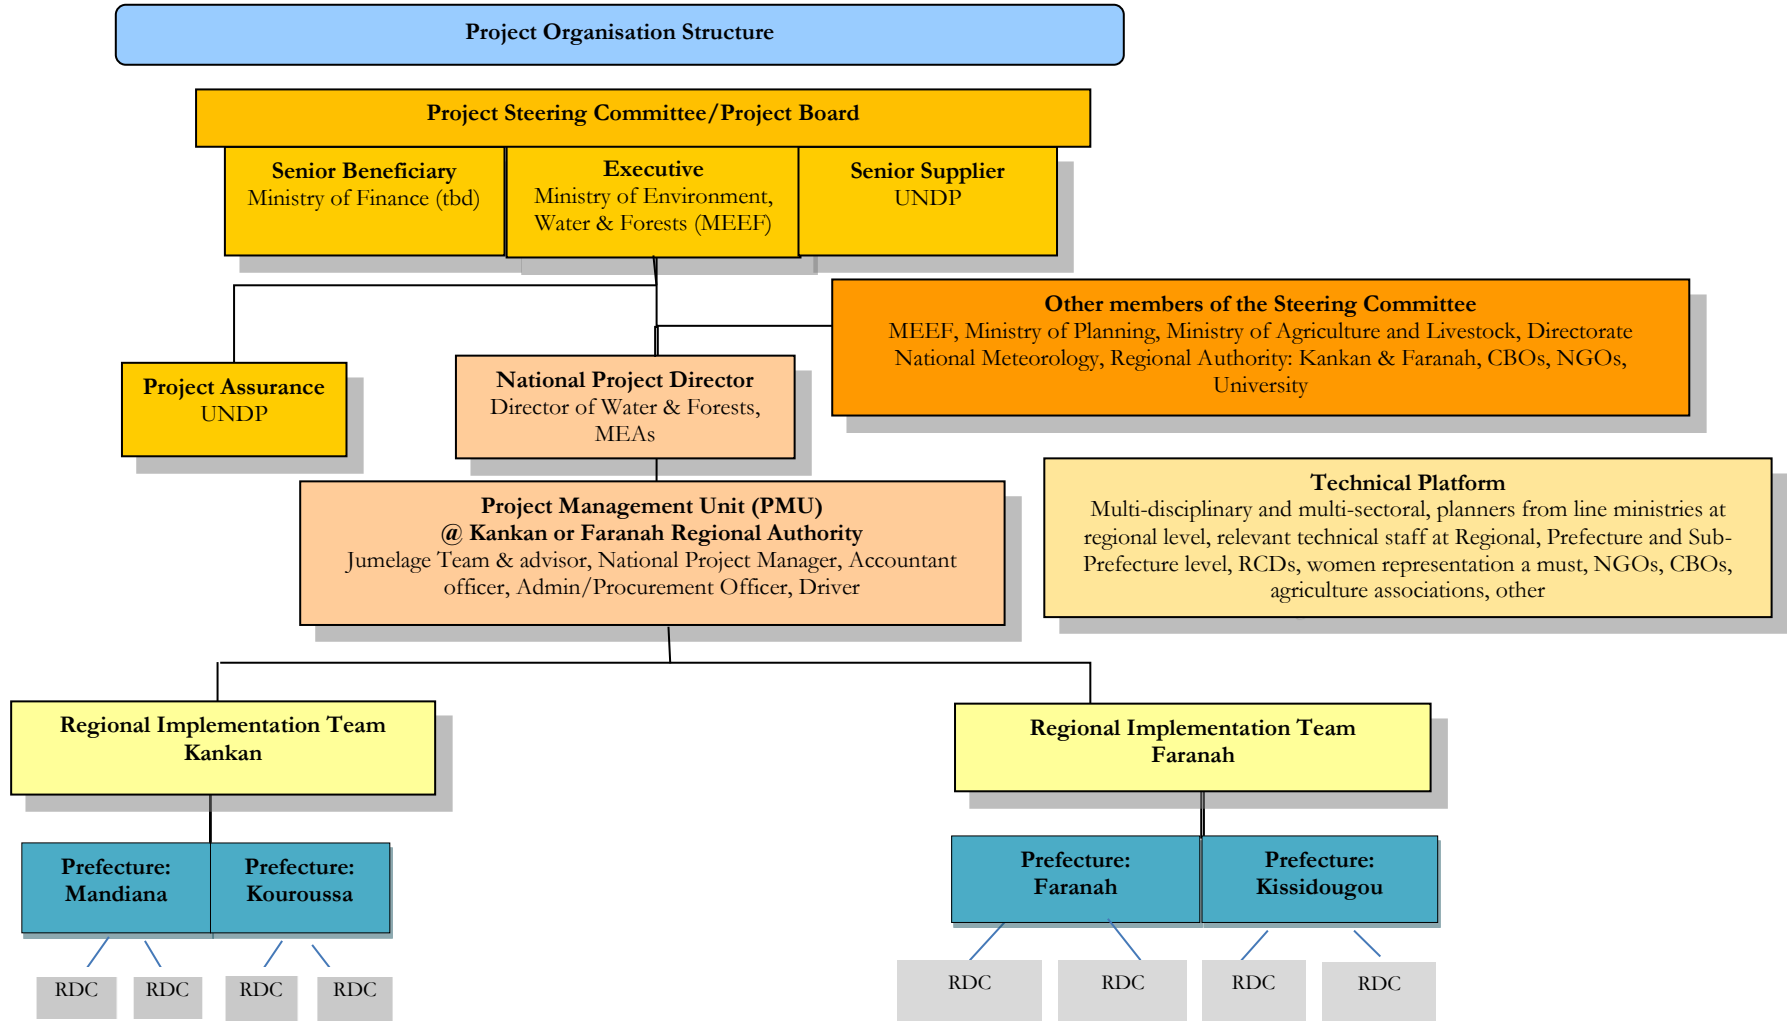 Project Organisation Structure
Project Steering Committee/Project Board
Senior Beneficiary
Ministry of Finance (tbd)
Executive
Ministry of Environment,
Water & Forests (MEEF)
Senior Supplier
UNDP
Other members of the Steering Committee
MEEF, Ministry of Planning, Ministry of Agriculture and Livestock, Directorate
National Meteorology, Regional Authority: Kankan & Faranah, CBOs, NGOs,
University
Project Assurance
UNDP
National Project Director
Director of Water & Forests,
MEAs
Technical Platform
Multi-disciplinary and multi-sectoral, planners from line ministries at
regional level, relevant technical staff at Regional, Prefecture and Sub-
Prefecture level, RCDs, women representation a must, NGOs, CBOs,
agriculture associations, other
Project Management Unit (PMU)
@ Kankan or Faranah Regional Authority
Jumelage Team & advisor, National Project Manager, Accountant
officer, Admin/Procurement Officer, Driver
Regional Implementation Team
Kankan
Regional Implementation Team
Faranah
Prefecture:
Mandiana
Prefecture:
Kouroussa
Prefecture:
Faranah
Prefecture:
Kissidougou
RDC
RDC
RDC
RDC
RDC
RDC
RDC
RDC